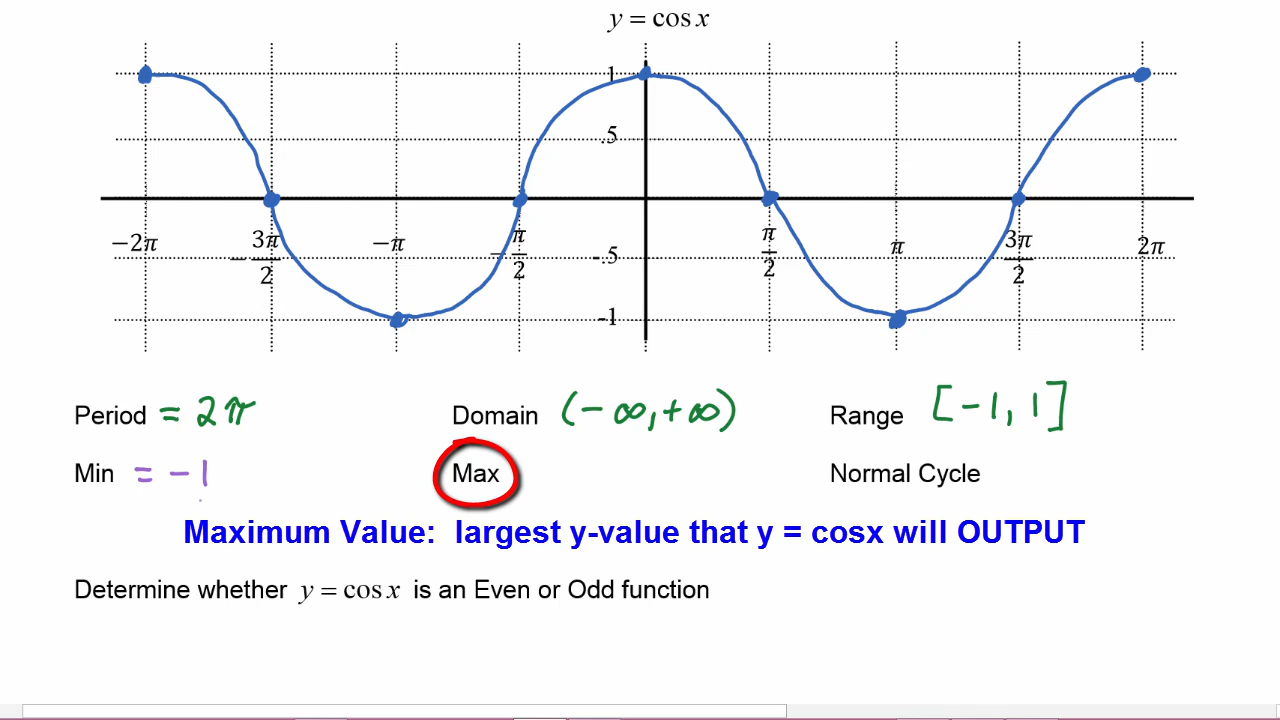 y = cos x
1
.5
−2π −3π/2 −π −π/2 π/2 π 3π/2 2π
-.5
-1
Period = 2π Domain (-∞,+∞) Range [-1, 1]
Min = -1 Max Normal Cycle
Maximum Value: largest y-value that y = cosx will OUTPUT
Determine whether y = cos x is an Even or Odd function